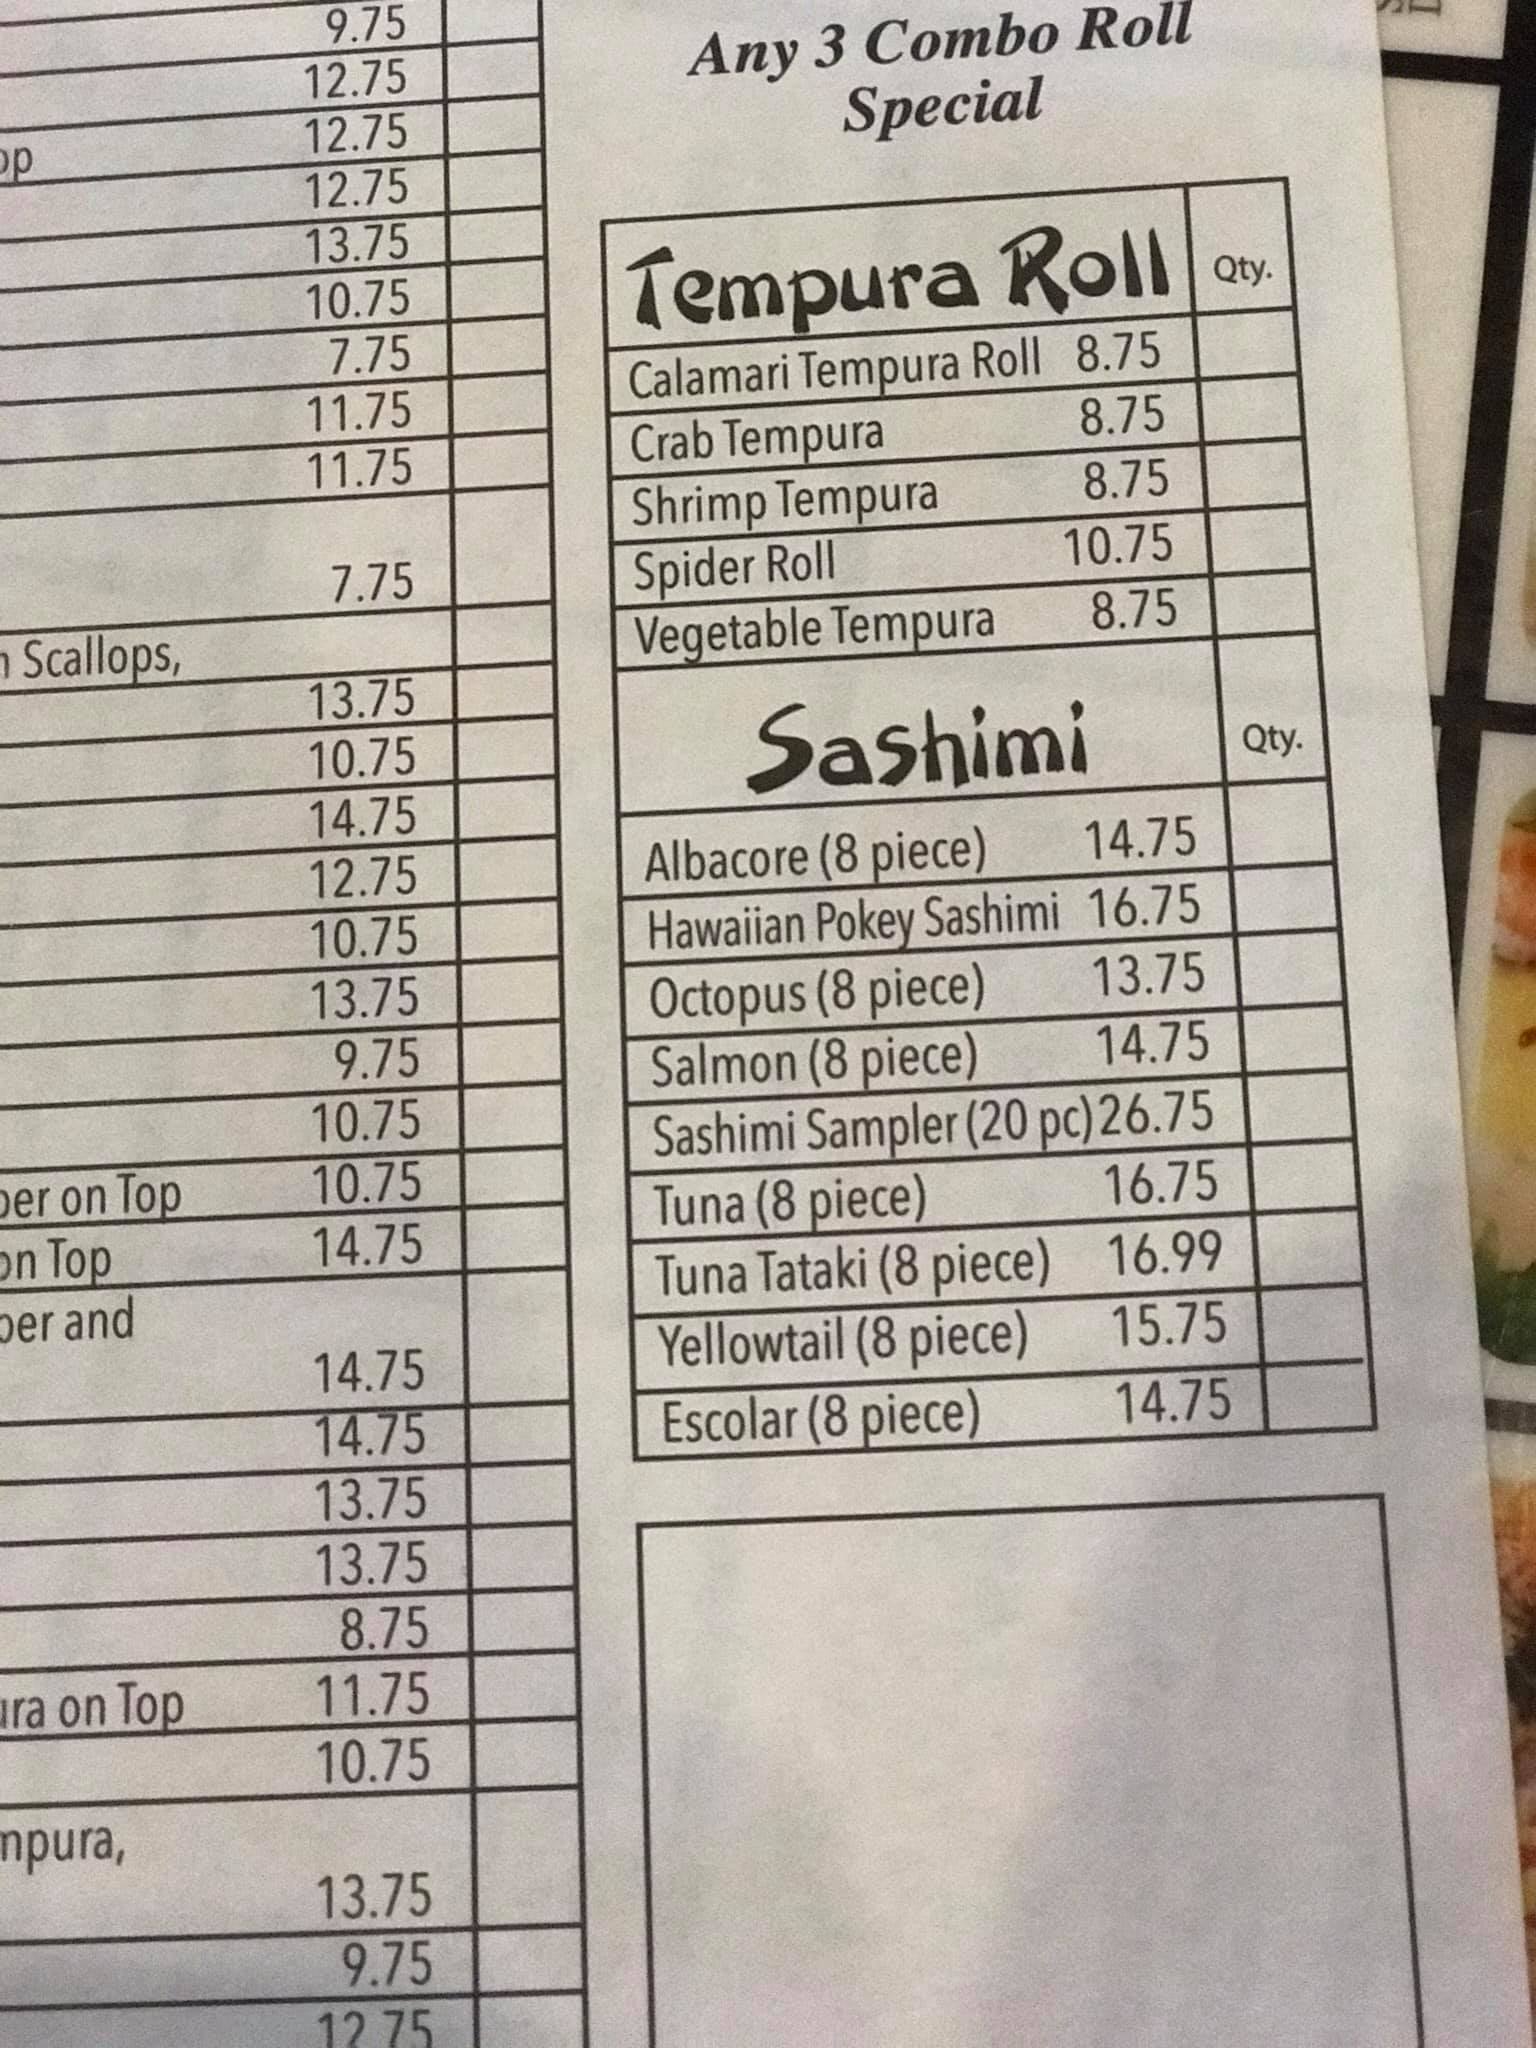 9.75
12.75
op 12.75
12.75
13.75
10.75
7.75
11.75
11.75
7.75
Scallops,
13.75
10.75
14.75
12.75
10.75
13.75
9.75
10.75
per on Top 10.75
on Top 14.75
per and
14.75
14.75
13.75
13.75
8.75
ura on Top 11.75
10.75
mpura,
13.75
9.75
12.75
Any 3 Combo Roll
Special
Tempura Roll Qty.
Calamari Tempura Roll 8.75
Crab Tempura 8.75
Shrimp Tempura 8.75
Spider Roll 10.75
Vegetable Tempura 8.75
Sashimi Qty.
Albacore (8 piece) 14.75
Hawaiian Pokey Sashimi 16.75
Octopus (8 piece) 13.75
Salmon (8 piece) 14.75
Sashimi Sampler (20 pc) 26.75
Tuna (8 piece) 16.75
Tuna Tataki (8 piece) 16.99
Yellowtail (8 piece) 15.75
Escolar (8 piece) 14.75